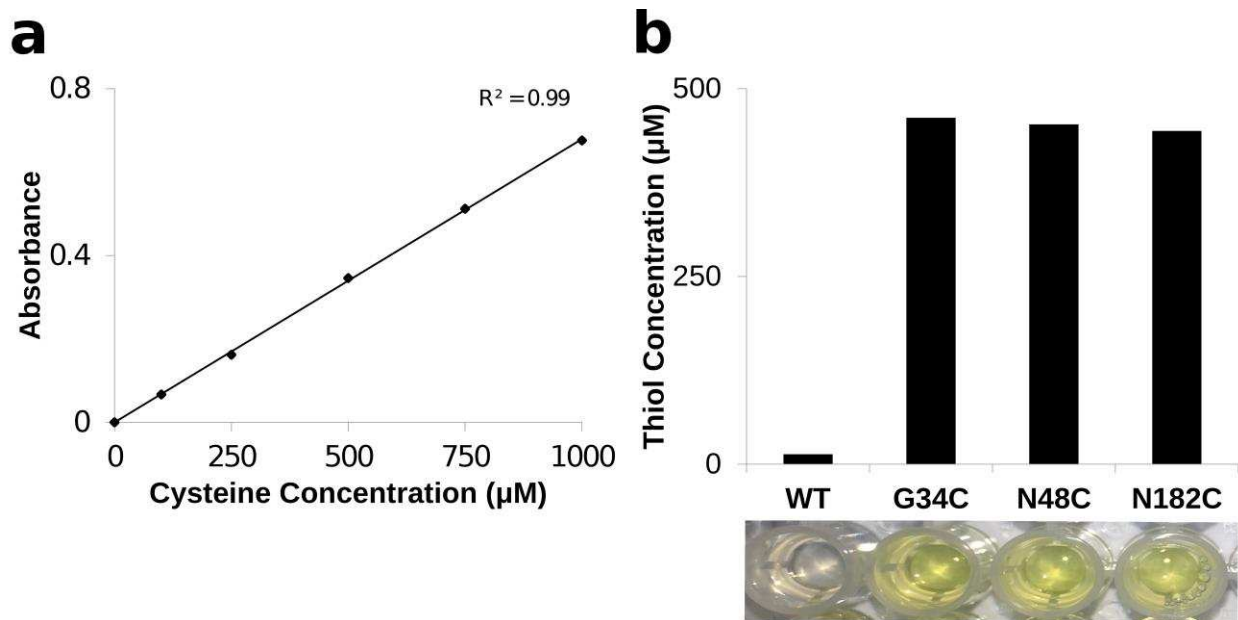 a
0.8
R² = 0.99
0.4
0
Absorbance
0 250 500 750 1000
Cysteine Concentration (µM)
b
500
250
0
Thiol Concentration (µM)
WT G34C N48C N182C